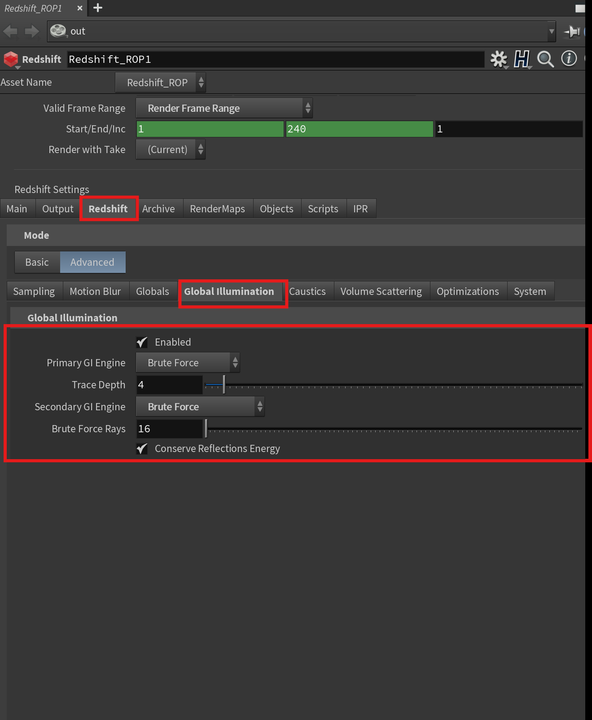 Redshift_ROP1 × +
out
Redshift Redshift_ROP1
Asset Name Redshift_ROP
Valid Frame Range Render Frame Range
Start/End/Inc 1 240 1
Render with Take (Current)
Redshift Settings
Main Output Redshift Archive RenderMaps Objects Scripts IPR
Mode
Basic Advanced
Sampling Motion Blur Globals Global Illumination Caustics Volume Scattering Optimizations System
Global Illumination
Enabled
Primary GI Engine Brute Force
Trace Depth 4
Secondary GI Engine Brute Force
Brute Force Rays 16
Conserve Reflections Energy